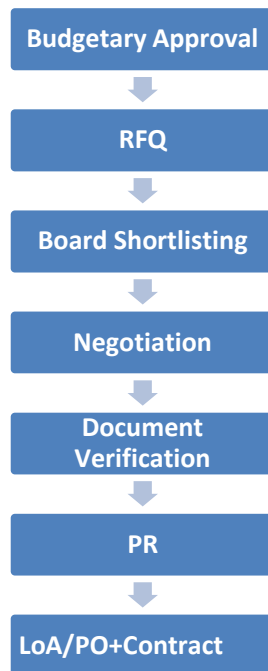 Budgetary Approval
RFQ
Board Shortlisting
Negotiation
Document
Verification
PR
LoA/PO+Contract